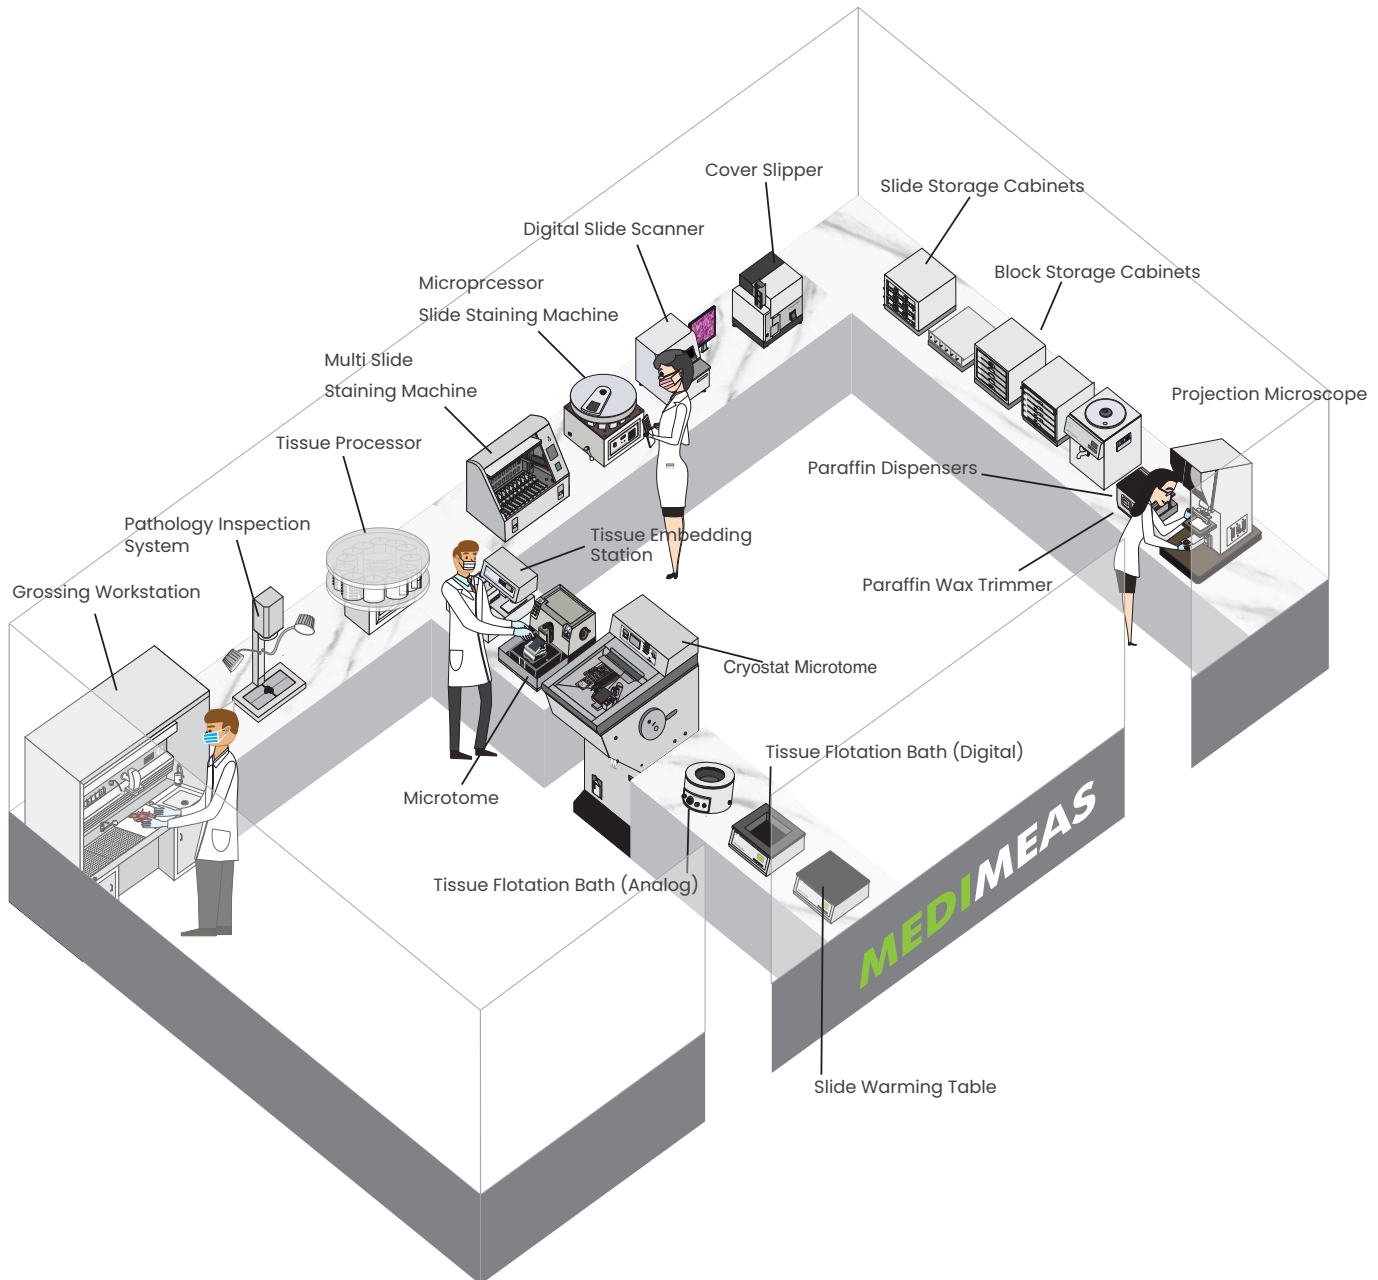 Cover Slipper
Slide Storage Cabinets
Digital Slide Scanner
Block Storage Cabinets
Microprcessor
Slide Staining Machine
Multi Slide
Staining Machine
Projection Microscope
Tissue Processor
Paraffin Dispensers
Pathology Inspection
System
Tissue Embedding
Station
Grossing Workstation
Paraffin Wax Trimmer
Cryostat Microtome
Tissue Flotation Bath (Digital)
Microtome
Tissue Flotation Bath (Analog)
MEDIMEAS
Slide Warming Table